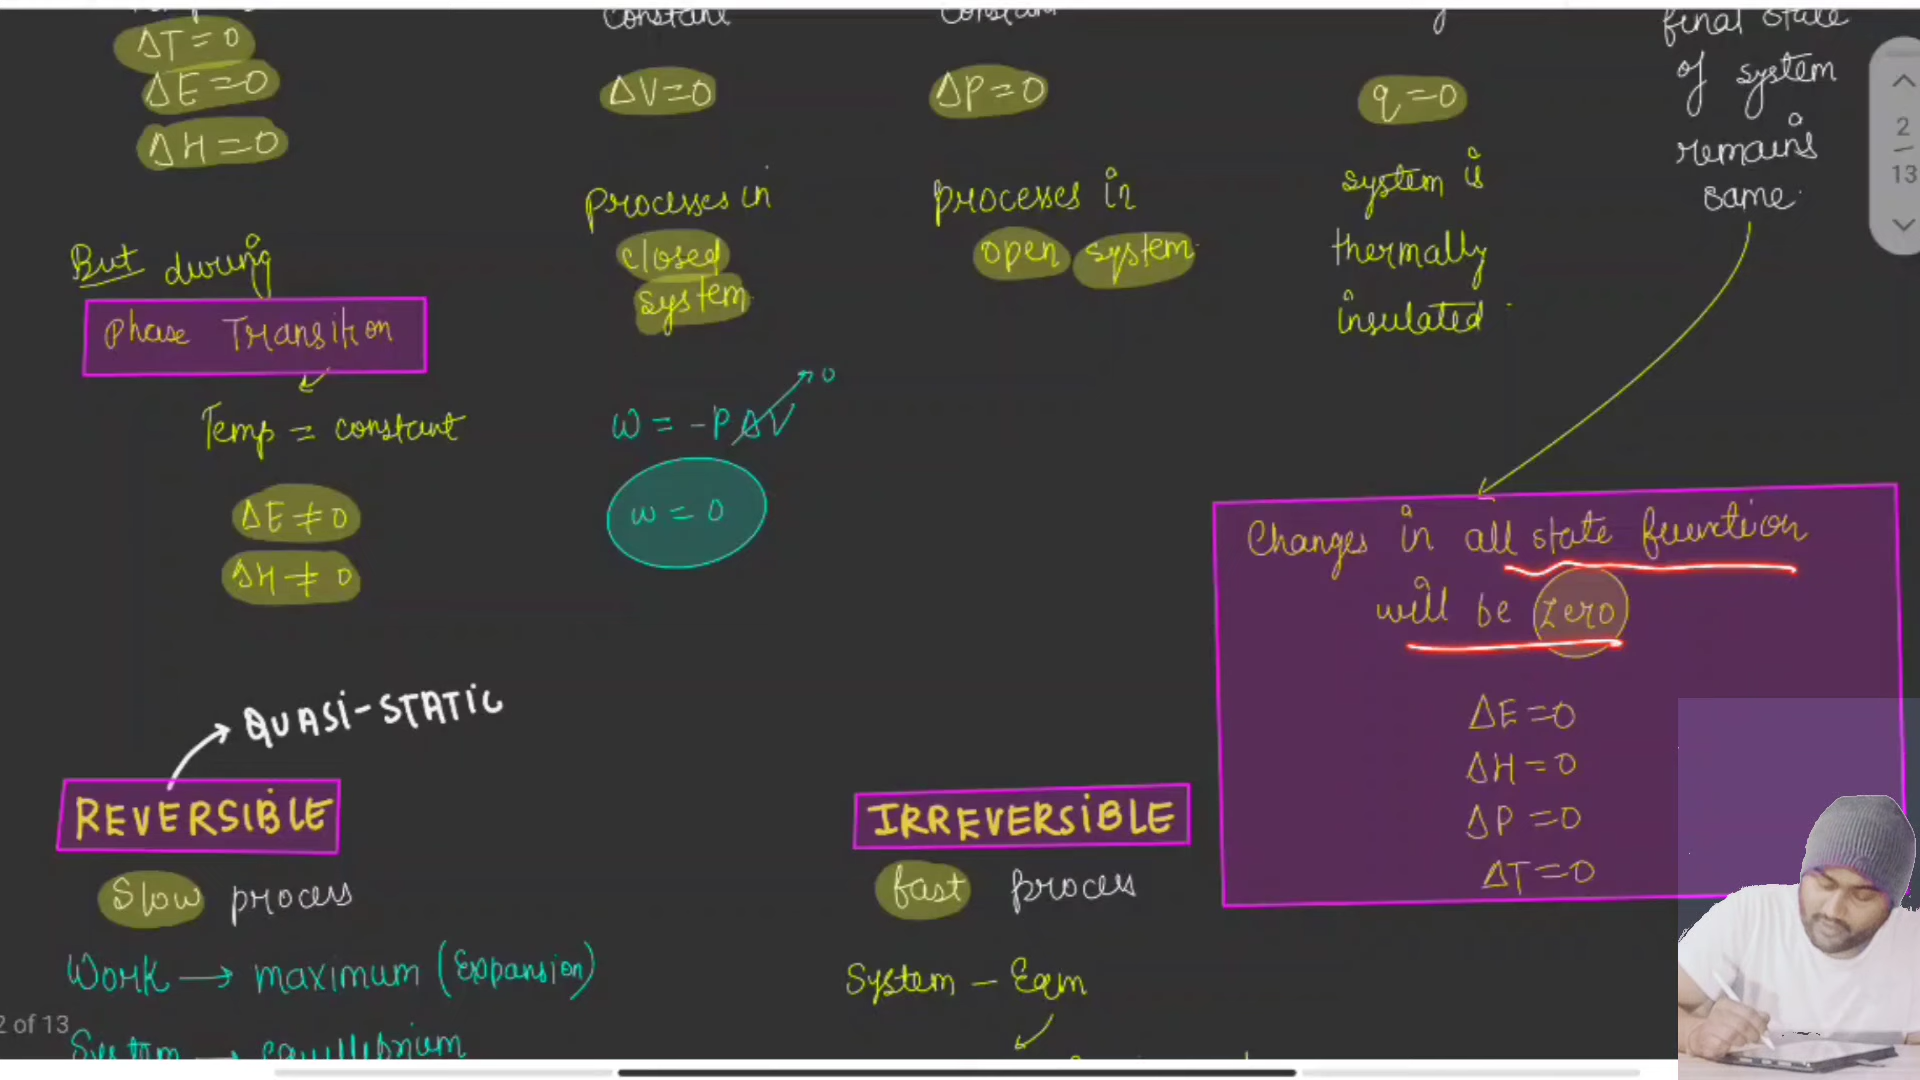 constant
constant
final state
ΔT=0
ΔE=0
ΔH=0
ΔV=0
ΔP=0
q=0
of system
remains
same.
2
13
But during
Phase Transition
Temp = constant
ΔE ≠ 0
ΔH ≠ 0
Processes in
closed
system
w = -PΔV
0
w = 0
processes in
open system
system is
thermally
insulated
Changes in all state function
will be zero
ΔE=0
ΔH=0
ΔP=0
ΔT=0
QUASI-STATIC
REVERSIBLE
Slow process
Work → maximum (Expansion)
System → equilibrium
IRREVERSIBLE
fast process
System - Eqm
2 of 13